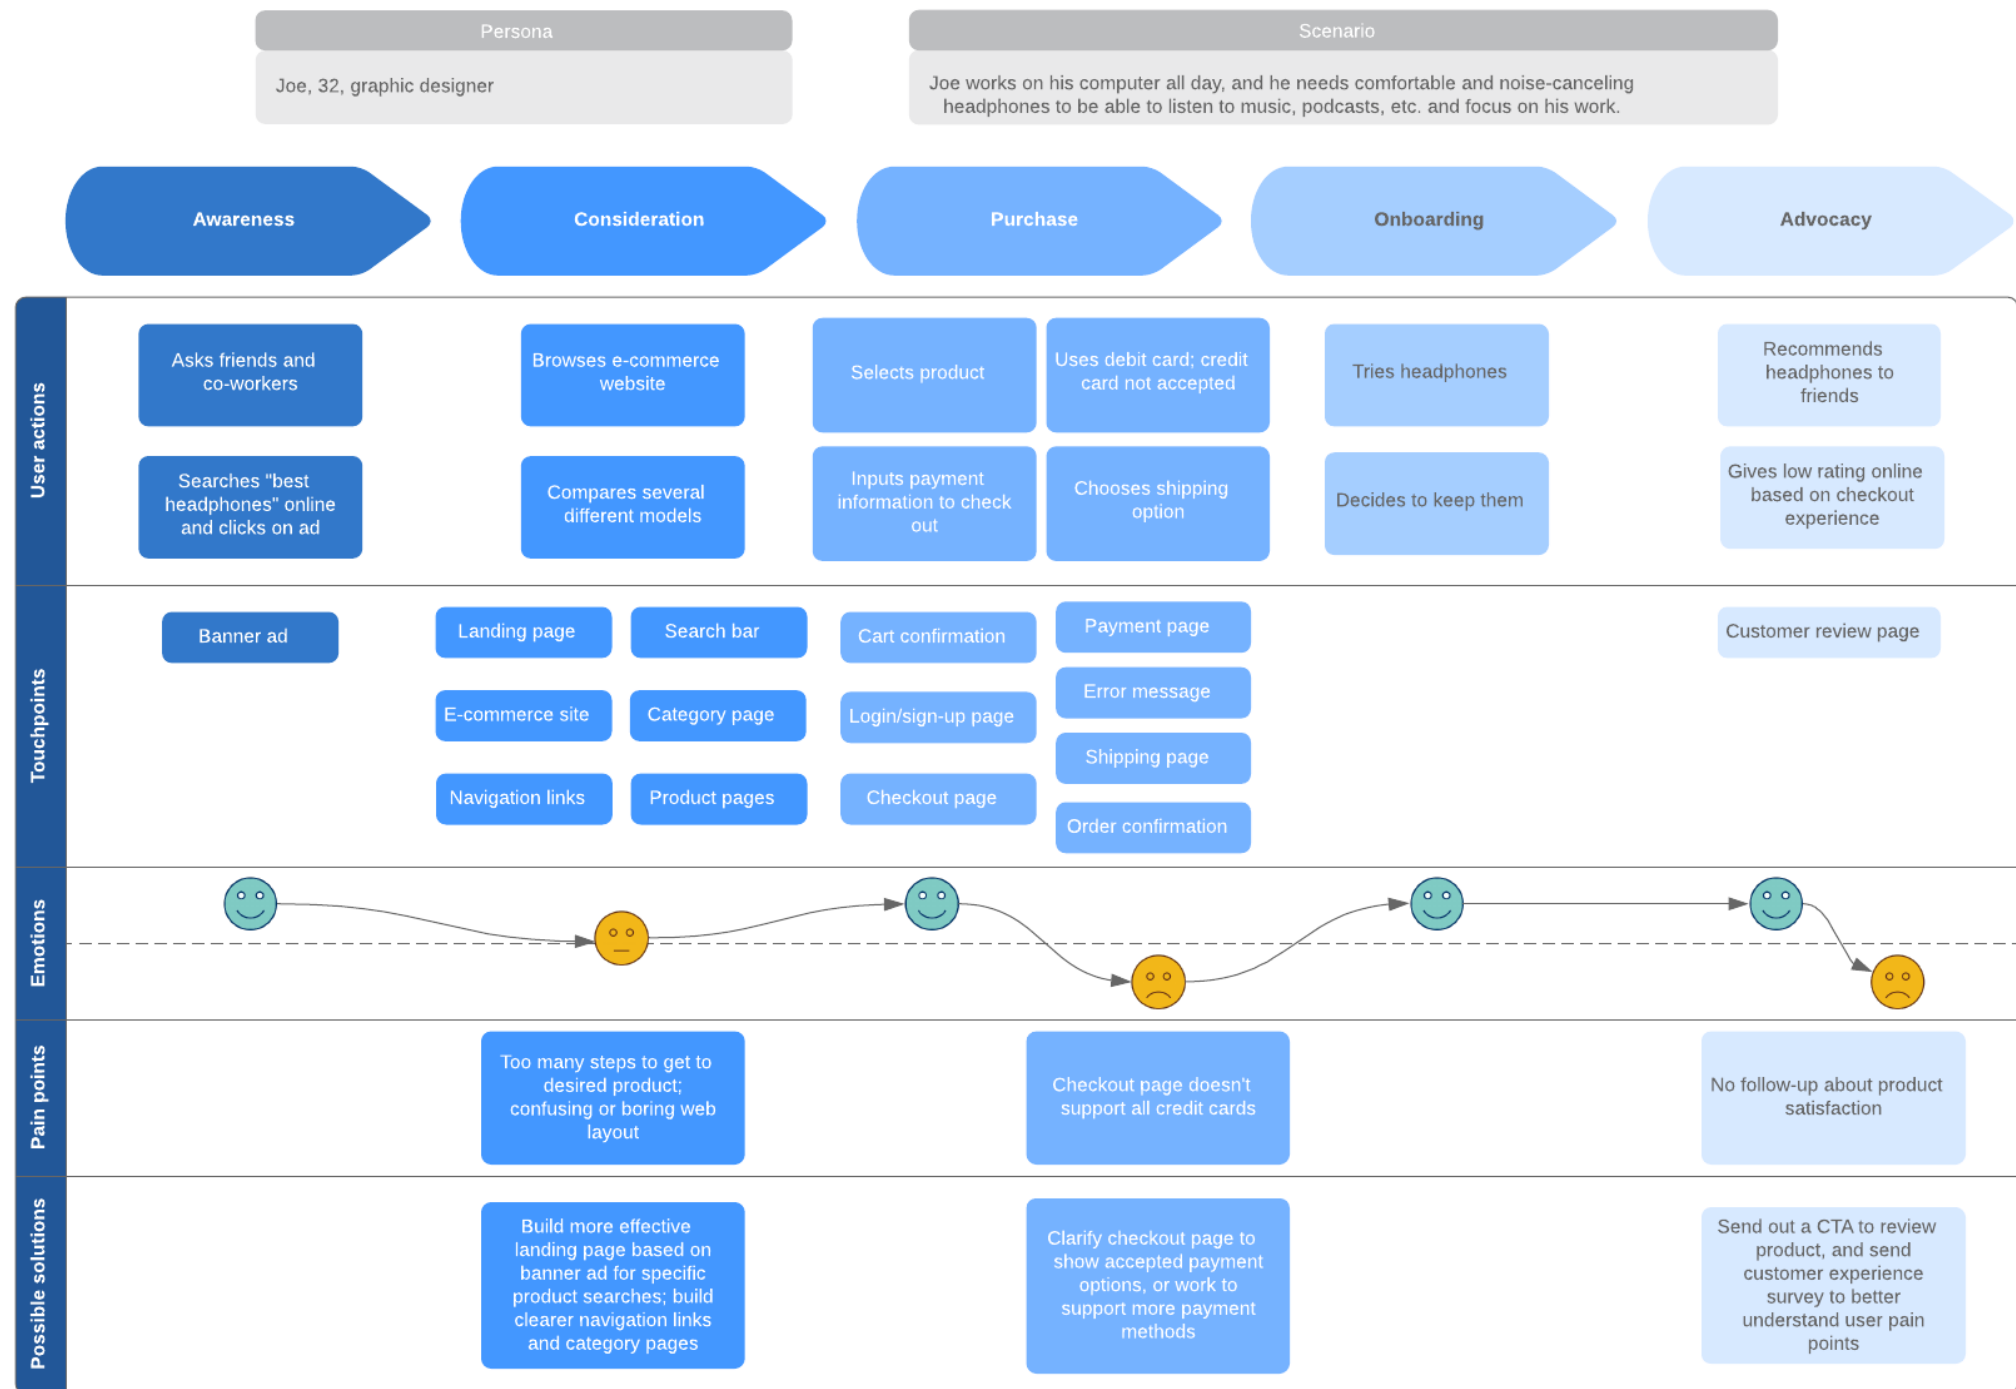 Persona
Joe, 32, graphic designer
Scenario
Joe works on his computer all day, and he needs comfortable and noise-canceling
headphones to be able to listen to music, podcasts, etc. and focus on his work.
Awareness
Consideration
Purchase
Onboarding
Advocacy
User actions
Asks friends and
co-workers
Searches "best
headphones" online
and clicks on ad
Browses e-commerce
website
Compares several
different models
Selects product
Inputs payment
information to check
out
Uses debit card; credit
card not accepted
Chooses shipping
option
Tries headphones
Decides to keep them
Recommends
headphones to
friends
Gives low rating online
based on checkout
experience
Touchpoints
Banner ad
Landing page
E-commerce site
Navigation links
Search bar
Category page
Product pages
Cart confirmation
Login/sign-up page
Checkout page
Payment page
Error message
Shipping page
Order confirmation
Customer review page
Emotions
Pain points
Too many steps to get to
desired product;
confusing or boring web
layout
Checkout page doesn't
support all credit cards
No follow-up about product
satisfaction
Possible solutions
Build more effective
landing page based on
banner ad for specific
product searches; build
clearer navigation links
and category pages
Clarify checkout page to
show accepted payment
options, or work to
support more payment
methods
Send out a CTA to review
product, and send
customer experience
survey to better
understand user pain
points